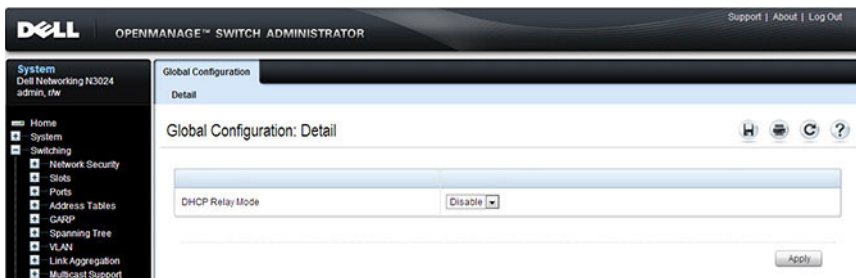 Support | About | Log Out
DELL OPENMANAGE™ SWITCH ADMINISTRATOR
System
Dell Networking N3024
admin, r/w
Home
System
Switching
Network Security
Slots
Ports
Address Tables
GARP
Spanning Tree
VLAN
Link Aggregation
Multicast Support
Global Configuration
Detail
Global Configuration: Detail
H
C
?
DHCP Relay Mode Disable
Apply